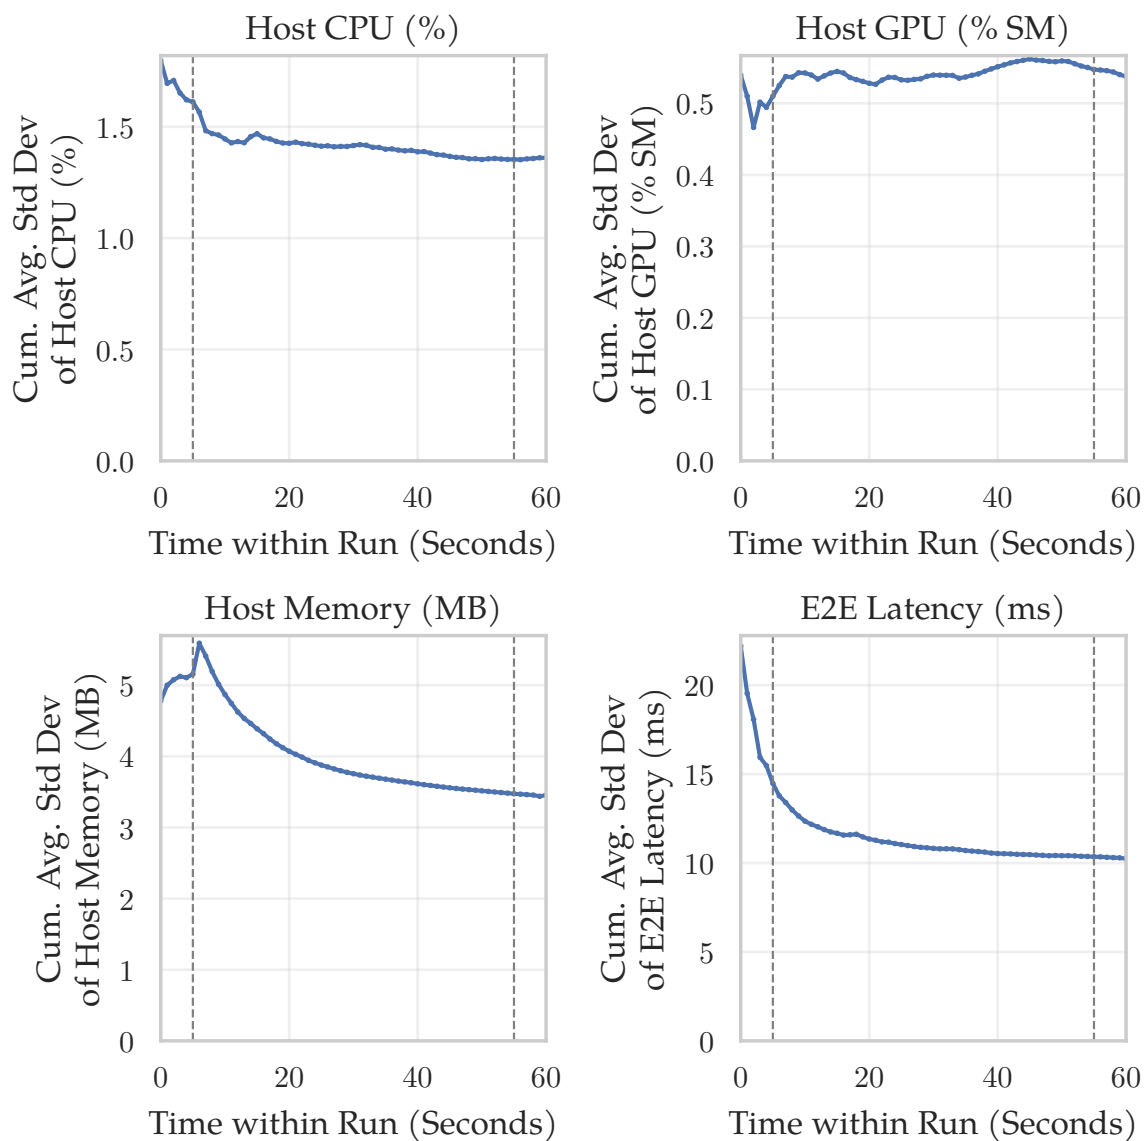 Host CPU (%)
Cum. Avg. Std Dev
of Host CPU (%)
1.5
1.0
0.5
0.0
0 20 40 60
Time within Run (Seconds)
Host GPU (% SM)
Cum. Avg. Std Dev
of Host GPU (% SM)
0.5
0.4
0.3
0.2
0.1
0.0
0 20 40 60
Time within Run (Seconds)
Host Memory (MB)
Cum. Avg. Std Dev
of Host Memory (MB)
5
4
3
2
1
0
0 20 40 60
Time within Run (Seconds)
E2E Latency (ms)
Cum. Avg. Std Dev
of E2E Latency (ms)
20
15
10
5
0
0 20 40 60
Time within Run (Seconds)